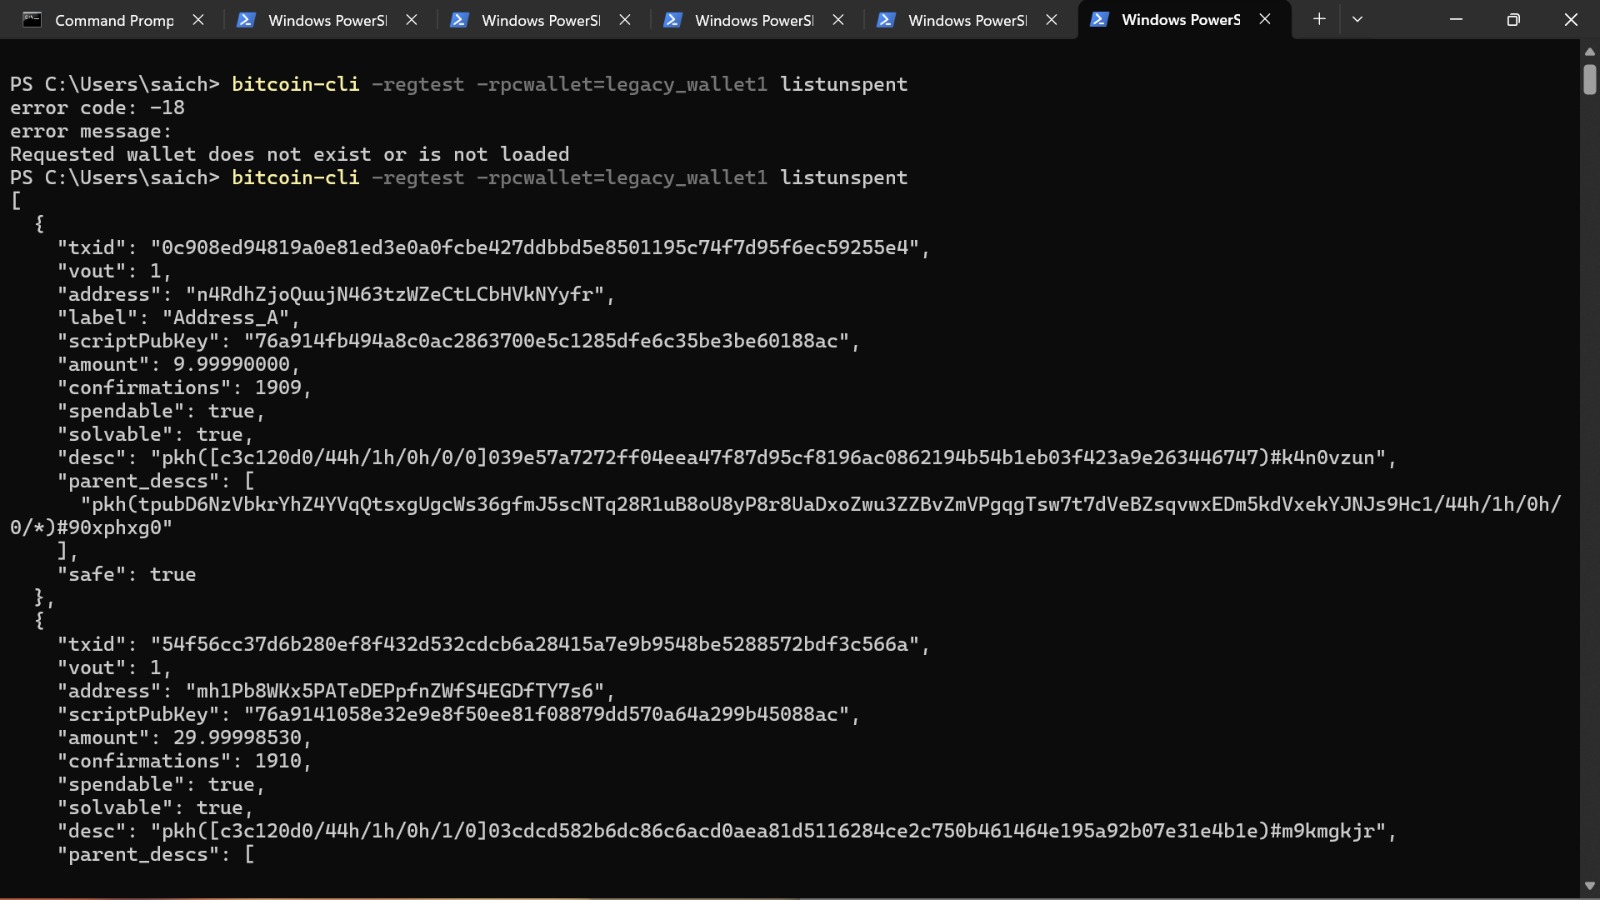 Command Promp
Windows PowerS
Windows PowerS
Windows PowerS
Windows PowerS
Windows PowerS
PS C:\Users\saich> bitcoin-cli -regtest -rpcwallet=legacy_wallet1 listunspent
error code: -18
error message:
Requested wallet does not exist or is not loaded
PS C:\Users\saich> bitcoin-cli -regtest -rpcwallet=legacy_wallet1 listunspent
[
{
"txid": "0c908ed94819a0e81ed3e0a0fcbe427ddbbd5e8501195c74f7d95f6ec59255e4",
"vout": 1,
"address": "n4RdhZjoQuujN463tzWZeCtLCbHVkNYyfr",
"label": "Address_A",
"scriptPubKey": "76a914fb494a8c0ac2863700e5c1285dfe6c35be3be60188ac",
"amount": 9.99990000,
"confirmations": 1909,
"spendable": true,
"solvable": true,
"desc": "pkh([c3c120d0/44h/1h/0h/0/0]039e57a7272ff04eea47f87d95cf8196ac0862194b54b1eb03f423a9e263446747)#k4n0vzun",
"parent_descs": [
"pkh(tpubD6NzVbkrYhZ4YVqQtsxgUgcWs36gfmJ5scNTq28R1uB8oU8yP8r8UaDxoZwu3ZZBvZmVPgqgTsw7t7dVeBZsqvwxEDm5kdVxekYJNJs9Hc1/44h/1h/0h/
0/*)#90xphxg0"
],
"safe": true
},
{
"txid": "54f56cc37d6b280ef8f432d532cdcb6a28415a7e9b9548be5288572bdf3c566a",
"vout": 1,
"address": "mh1Pb8WKx5PATeDEPpfnZWfS4EGDfTY7s6",
"scriptPubKey": "76a9141058e32e9e8f50ee81f08879dd570a64a299b45088ac",
"amount": 29.99998530,
"confirmations": 1910,
"spendable": true,
"solvable": true,
"desc": "pkh([c3c120d0/44h/1h/0h/1/0]03cdcd582b6dc86c6acd0aea81d5116284ce2c750b461464e195a92b07e31e4b1e)#m9kmgkjr",
"parent_descs": [